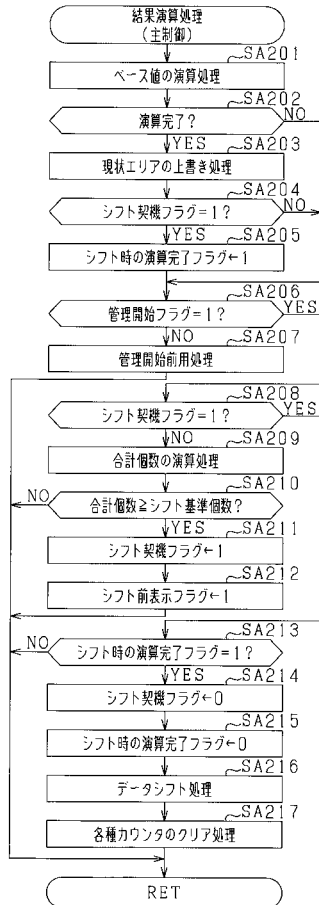 結果演算処理
(主制御)
SA201
ベース値の演算処理
SA202
演算完了?
NO
YES
SA203
現状エリアの上書き処理
SA204
シフト契機フラグ=1?
NO
YES
SA205
シフト時の演算完了フラグ←1
SA206
管理開始フラグ=1?
YES
NO
SA207
管理開始前用処理
SA208
シフト契機フラグ=1?
YES
NO
SA209
合計個数の演算処理
SA210
NO
合計個数≧シフト基準個数?
YES
SA211
シフト契機フラグ←1
SA212
シフト前表示フラグ←1
SA213
NO
シフト時の演算完了フラグ=1?
YES
SA214
シフト契機フラグ←0
SA215
シフト時の演算完了フラグ←0
SA216
データシフト処理
SA217
各種カウンタのクリア処理
RET